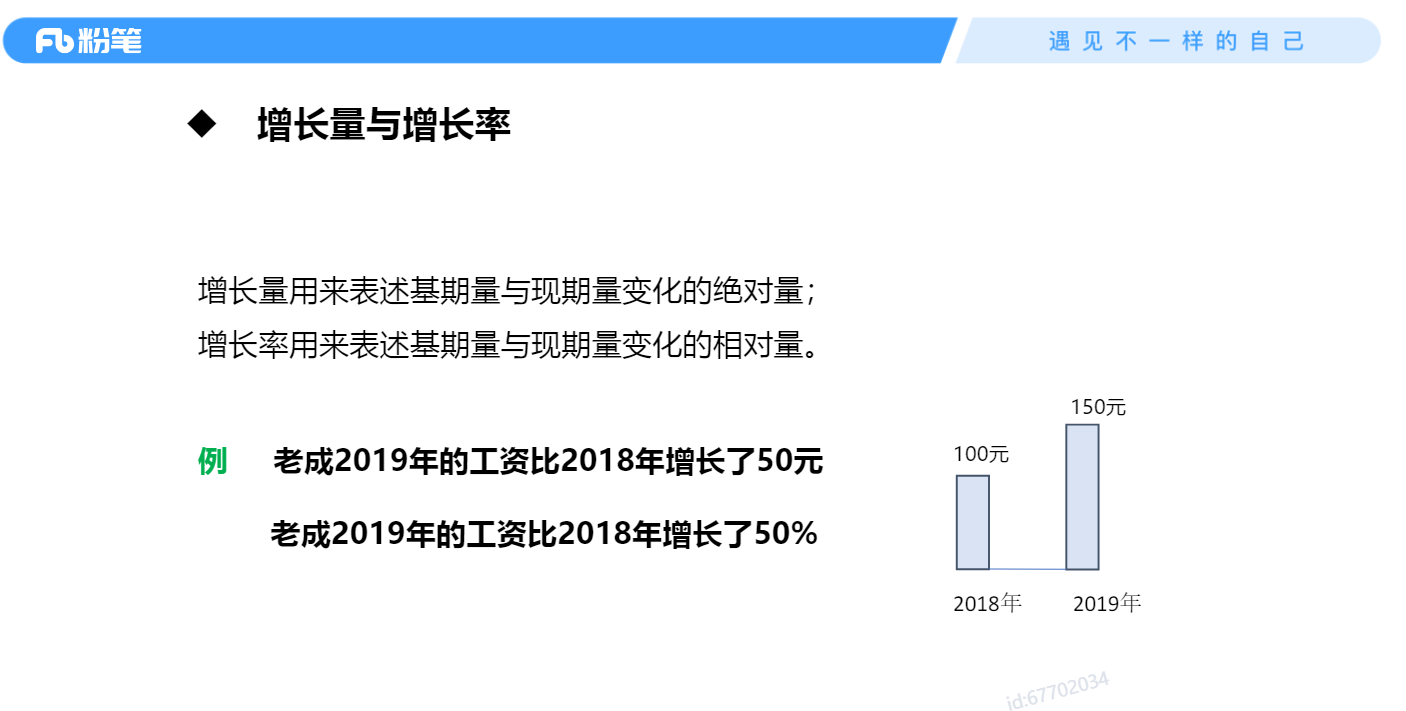 粉笔
遇见不一样的自己
◆ 增长量与增长率
增长量用来表述基期量与现期量变化的绝对量；
增长率用来表述基期量与现期量变化的相对量。
例 老成2019年的工资比2018年增长了50元
老成2019年的工资比2018年增长了50%
150元
100元
2018年 2019年
id:67702034